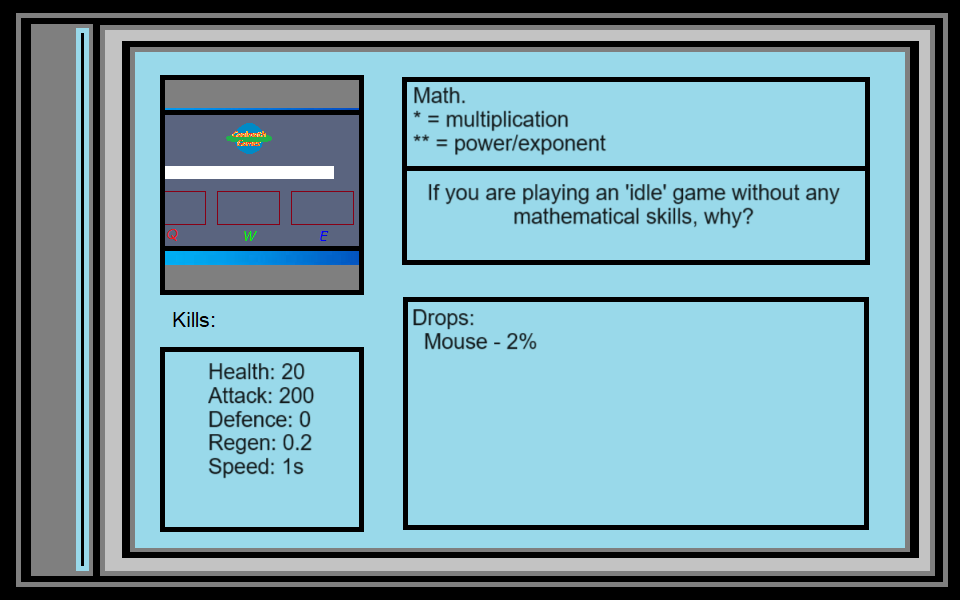 Math.
* = multiplication
** = power/exponent
If you are playing an 'idle' game without any
mathematical skills, why?
Q W E
Kills:
Drops:
Mouse - 2%
Health: 20
Attack: 200
Defence: 0
Regen: 0.2
Speed: 1s